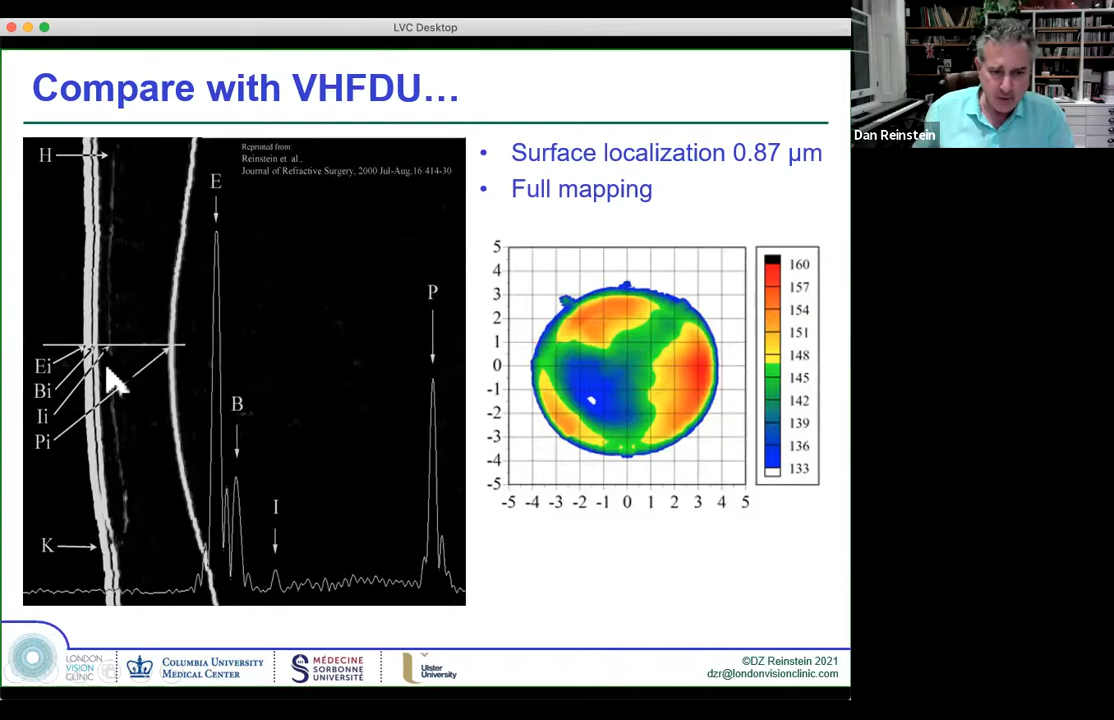 LVC Desktop
Compare with VHFDU…
Dan Reinstein
Reprinted from:
Reinstein et al.,
Journal of Refractive Surgery, 2000 Jul-Aug.16:414-30
H
E
P
Ei
Bi
Ii
Pi
B
I
K
• Surface localization 0.87 µm
• Full mapping
5
4
3
2
1
0
-1
-2
-3
-4
-5
-5 -4 -3 -2 -1 0 1 2 3 4 5
160
157
154
151
148
145
142
139
136
133
LONDON
VISION
CLINIC
COLUMBIA UNIVERSITY
MEDICAL CENTER
MÉDECINE
SORBONNE
UNIVERSITÉ
Ulster
University
©DZ Reinstein 2021
dzr@londonvisionclinic.com